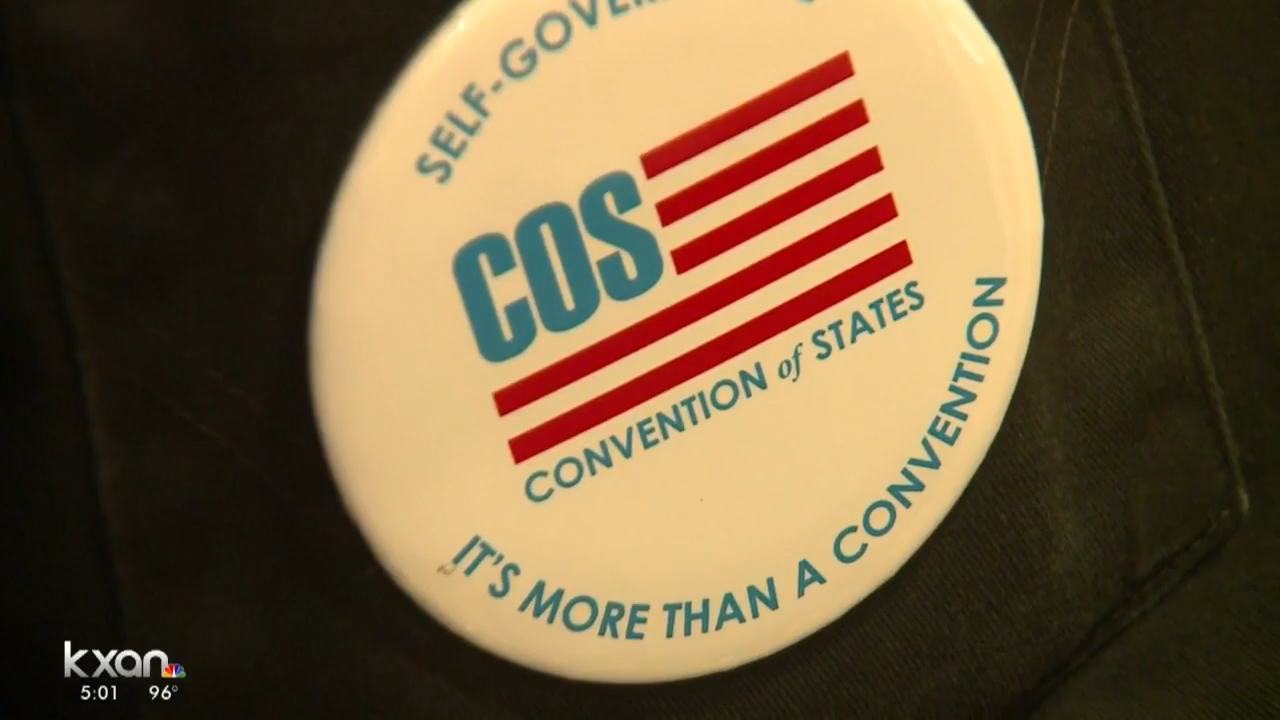 COS
CONVENTION of STATES
IT'S MORE THAN A CONVENTION
kxan
5:01 96°